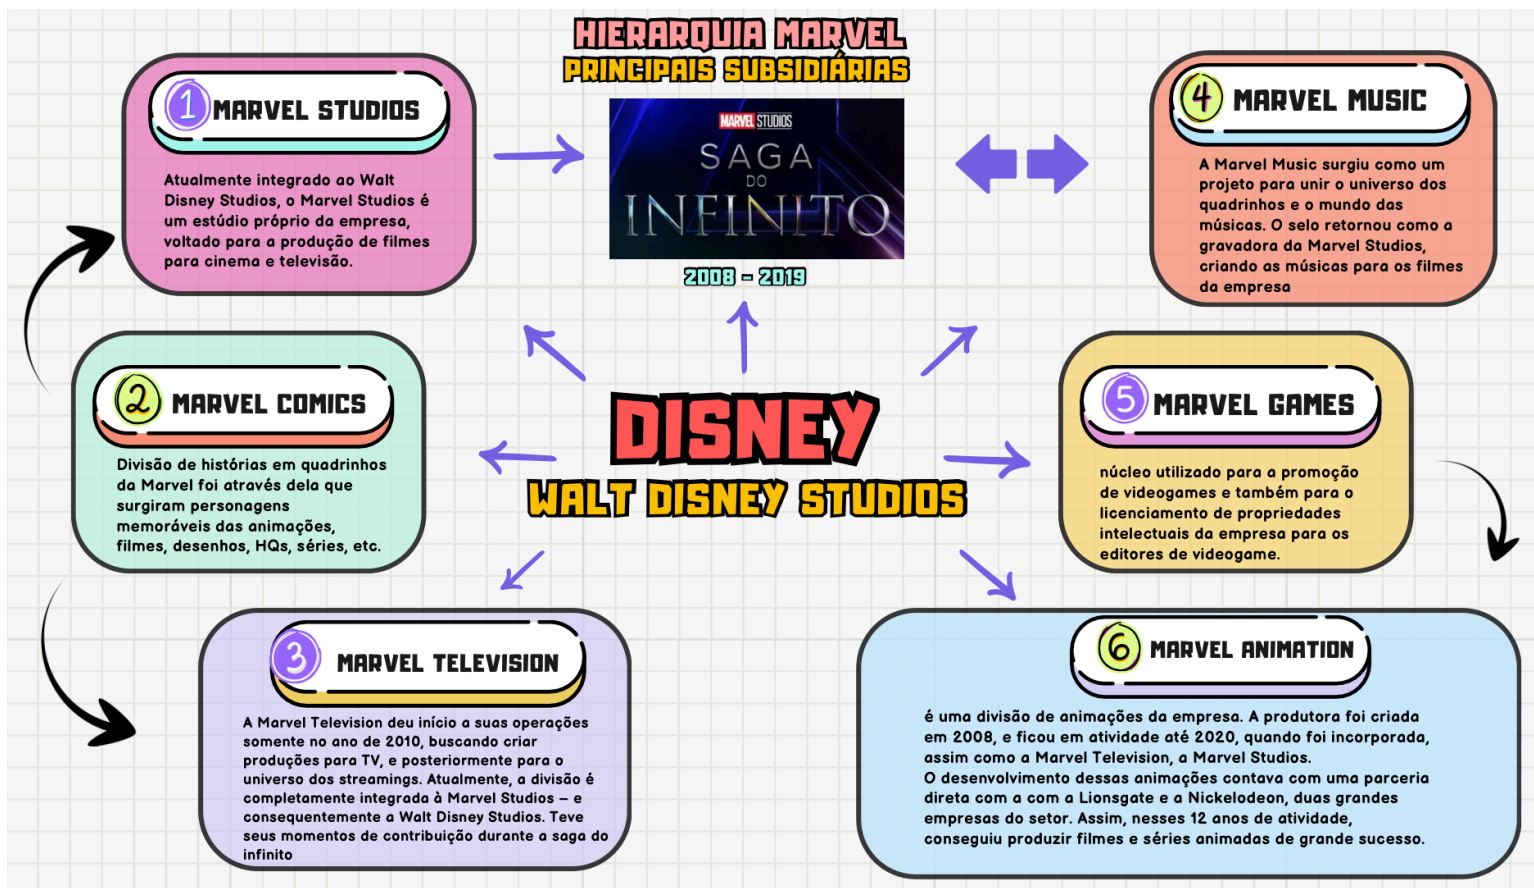 HIERARQUIA MARVEL
PRINCIPAIS SUBSIDIÁRIAS
MARVEL STUDIOS
SAGA
DO
INFINITO
2008 - 2019
1 MARVEL STUDIOS
Atualmente integrado ao Walt
Disney Studios, o Marvel Studios é
um estúdio próprio da empresa,
voltado para a produção de filmes
para cinema e televisão.
2 MARVEL COMICS
Divisão de histórias em quadrinhos
da Marvel foi através dela que
surgiram personagens
memoráveis das animações,
filmes, desenhos, HQs, séries, etc.
3 MARVEL TELEVISION
A Marvel Television deu início a suas operações
somente no ano de 2010, buscando criar
produções para TV, e posteriormente para o
universo dos streamings. Atualmente, a divisão é
completamente integrada à Marvel Studios – e
consequentemente a Walt Disney Studios. Teve
seus momentos de contribuição durante a saga do
infinito
DISNEY
WALT DISNEY STUDIOS
4 MARVEL MUSIC
A Marvel Music surgiu como um
projeto para unir o universo dos
quadrinhos e o mundo das
músicas. O selo retornou como a
gravadora da Marvel Studios,
criando as músicas para os filmes
da empresa
5 MARVEL GAMES
núcleo utilizado para a promoção
de videogames e também para o
licenciamento de propriedades
intelectuais da empresa para os
editores de videogame.
6 MARVEL ANIMATION
é uma divisão de animações da empresa. A produtora foi criada
em 2008, e ficou em atividade até 2020, quando foi incorporada,
assim como a Marvel Television, a Marvel Studios.
O desenvolvimento dessas animações contava com uma parceria
direta com a com a Lionsgate e a Nickelodeon, duas grandes
empresas do setor. Assim, nesses 12 anos de atividade,
conseguiu produzir filmes e séries animadas de grande sucesso.